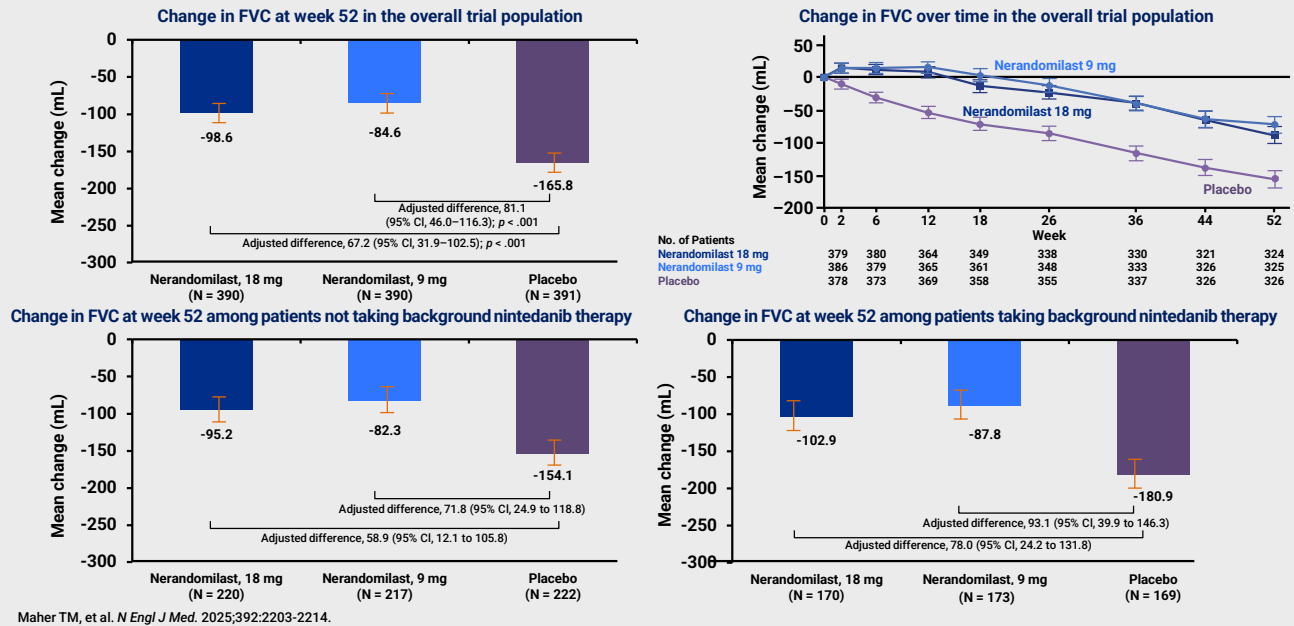 Change in FVC at week 52 in the overall trial population
Mean change (mL)
0
-50
-100
-150
-200
-250
-300
-98.6
-84.6
-165.8
Adjusted difference, 81.1
(95% CI, 46.0–116.3); p < .001
Adjusted difference, 67.2 (95% CI, 31.9–102.5); p < .001
Nerandomilast, 18 mg
(N = 390)
Nerandomilast, 9 mg
(N = 390)
Placebo
(N = 391)
Change in FVC over time in the overall trial population
Mean change (mL)
50
0
−50
−100
−150
−200
Nerandomilast 9 mg
Nerandomilast 18 mg
Placebo
0 2 6 12 18 26 36 44 52
Week
No. of Patients
Nerandomilast 18 mg 379 380 364 349 338 330 321 324
Nerandomilast 9 mg 386 379 365 361 348 333 326 325
Placebo 378 373 369 358 355 337 326 326
Change in FVC at week 52 among patients not taking background nintedanib therapy
Mean change (mL)
0
-50
-100
-150
-200
-250
-300
-95.2
-82.3
-154.1
Adjusted difference, 71.8 (95% CI, 24.9 to 118.8)
Adjusted difference, 58.9 (95% CI, 12.1 to 105.8)
Nerandomilast, 18 mg
(N = 220)
Nerandomilast, 9 mg
(N = 217)
Placebo
(N = 222)
Change in FVC at week 52 among patients taking background nintedanib therapy
Mean change (mL)
0
-50
-100
-150
-200
-250
-300
-102.9
-87.8
-180.9
Adjusted difference, 93.1 (95% CI, 39.9 to 146.3)
Adjusted difference, 78.0 (95% CI, 24.2 to 131.8)
Nerandomilast, 18 mg
(N = 170)
Nerandomilast, 9 mg
(N = 173)
Placebo
(N = 169)
Maher TM, et al. N Engl J Med. 2025;392:2203-2214.